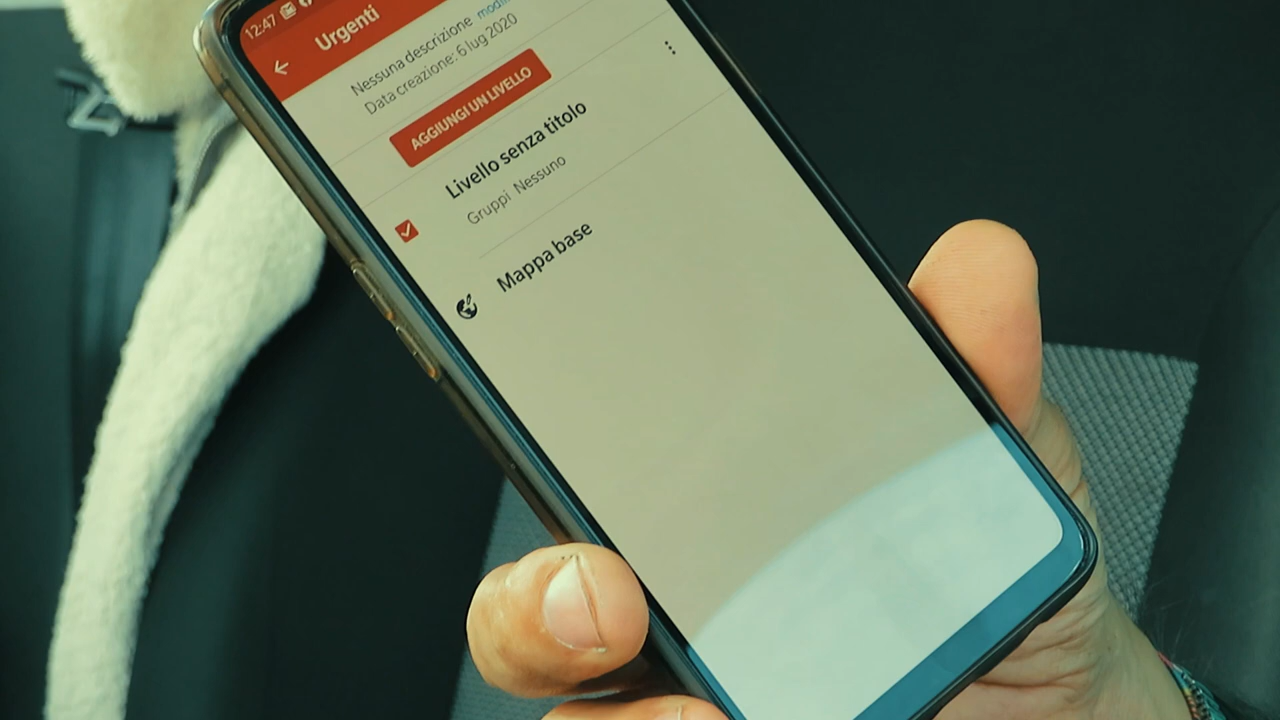 12:47
Urgenti
Nessuna descrizione
Data creazione: 6 lug 2020
AGGIUNGI UN LIVELLO
Livello senza titolo
Gruppi Nessuno
Mappa base